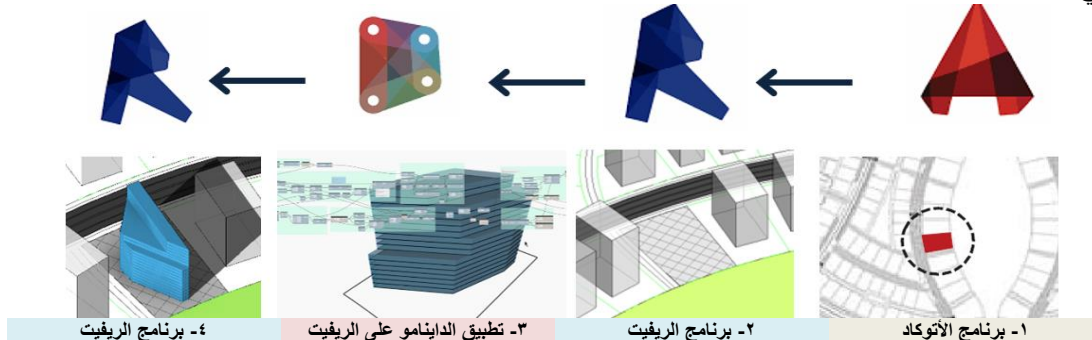 ١- برنامج الأتوكاد
٢- برنامج الريفيت
٣- تطبيق الداينامو على الريفيت
٤- برنامج الريفيت